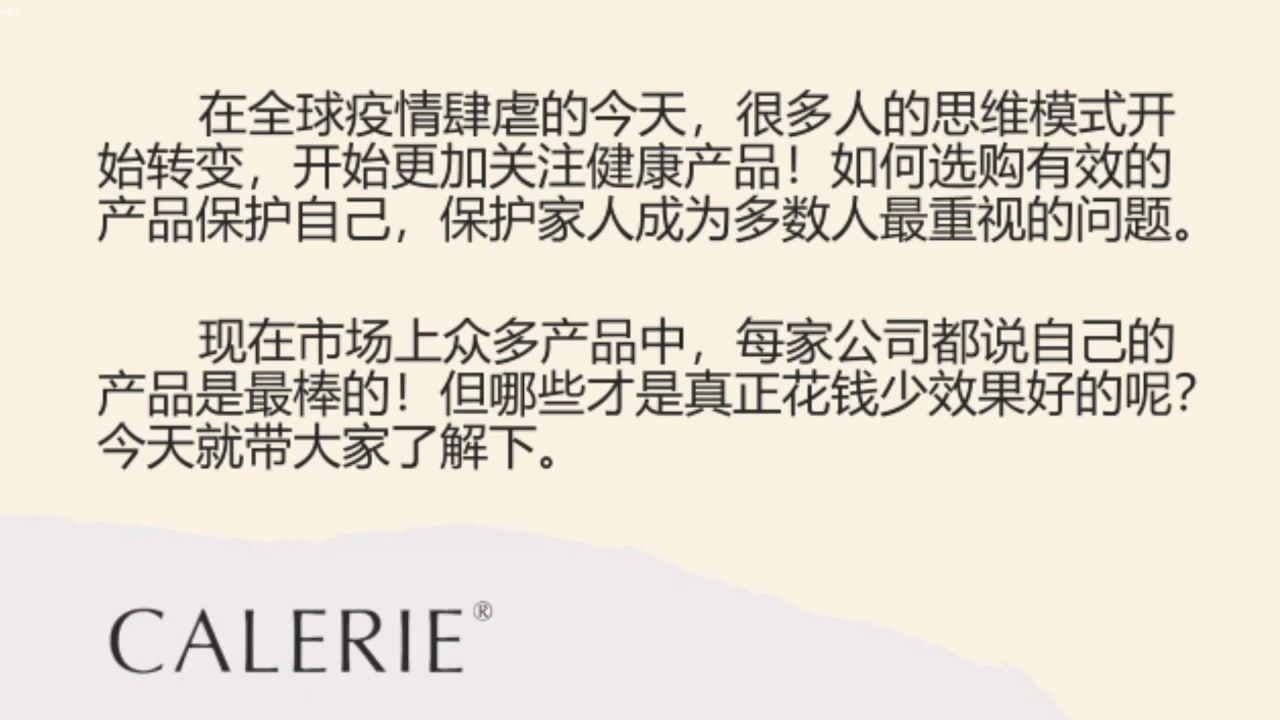 在全球疫情肆虐的今天，很多人的思维模式开
始转变，开始更加关注健康产品！如何选购有效的
产品保护自己，保护家人成为多数人最重视的问题。
现在市场上众多产品中，每家公司都说自己的
产品是最棒的！但哪些才是真正花钱少效果好的呢？
今天就带大家了解下。
CALERIE®